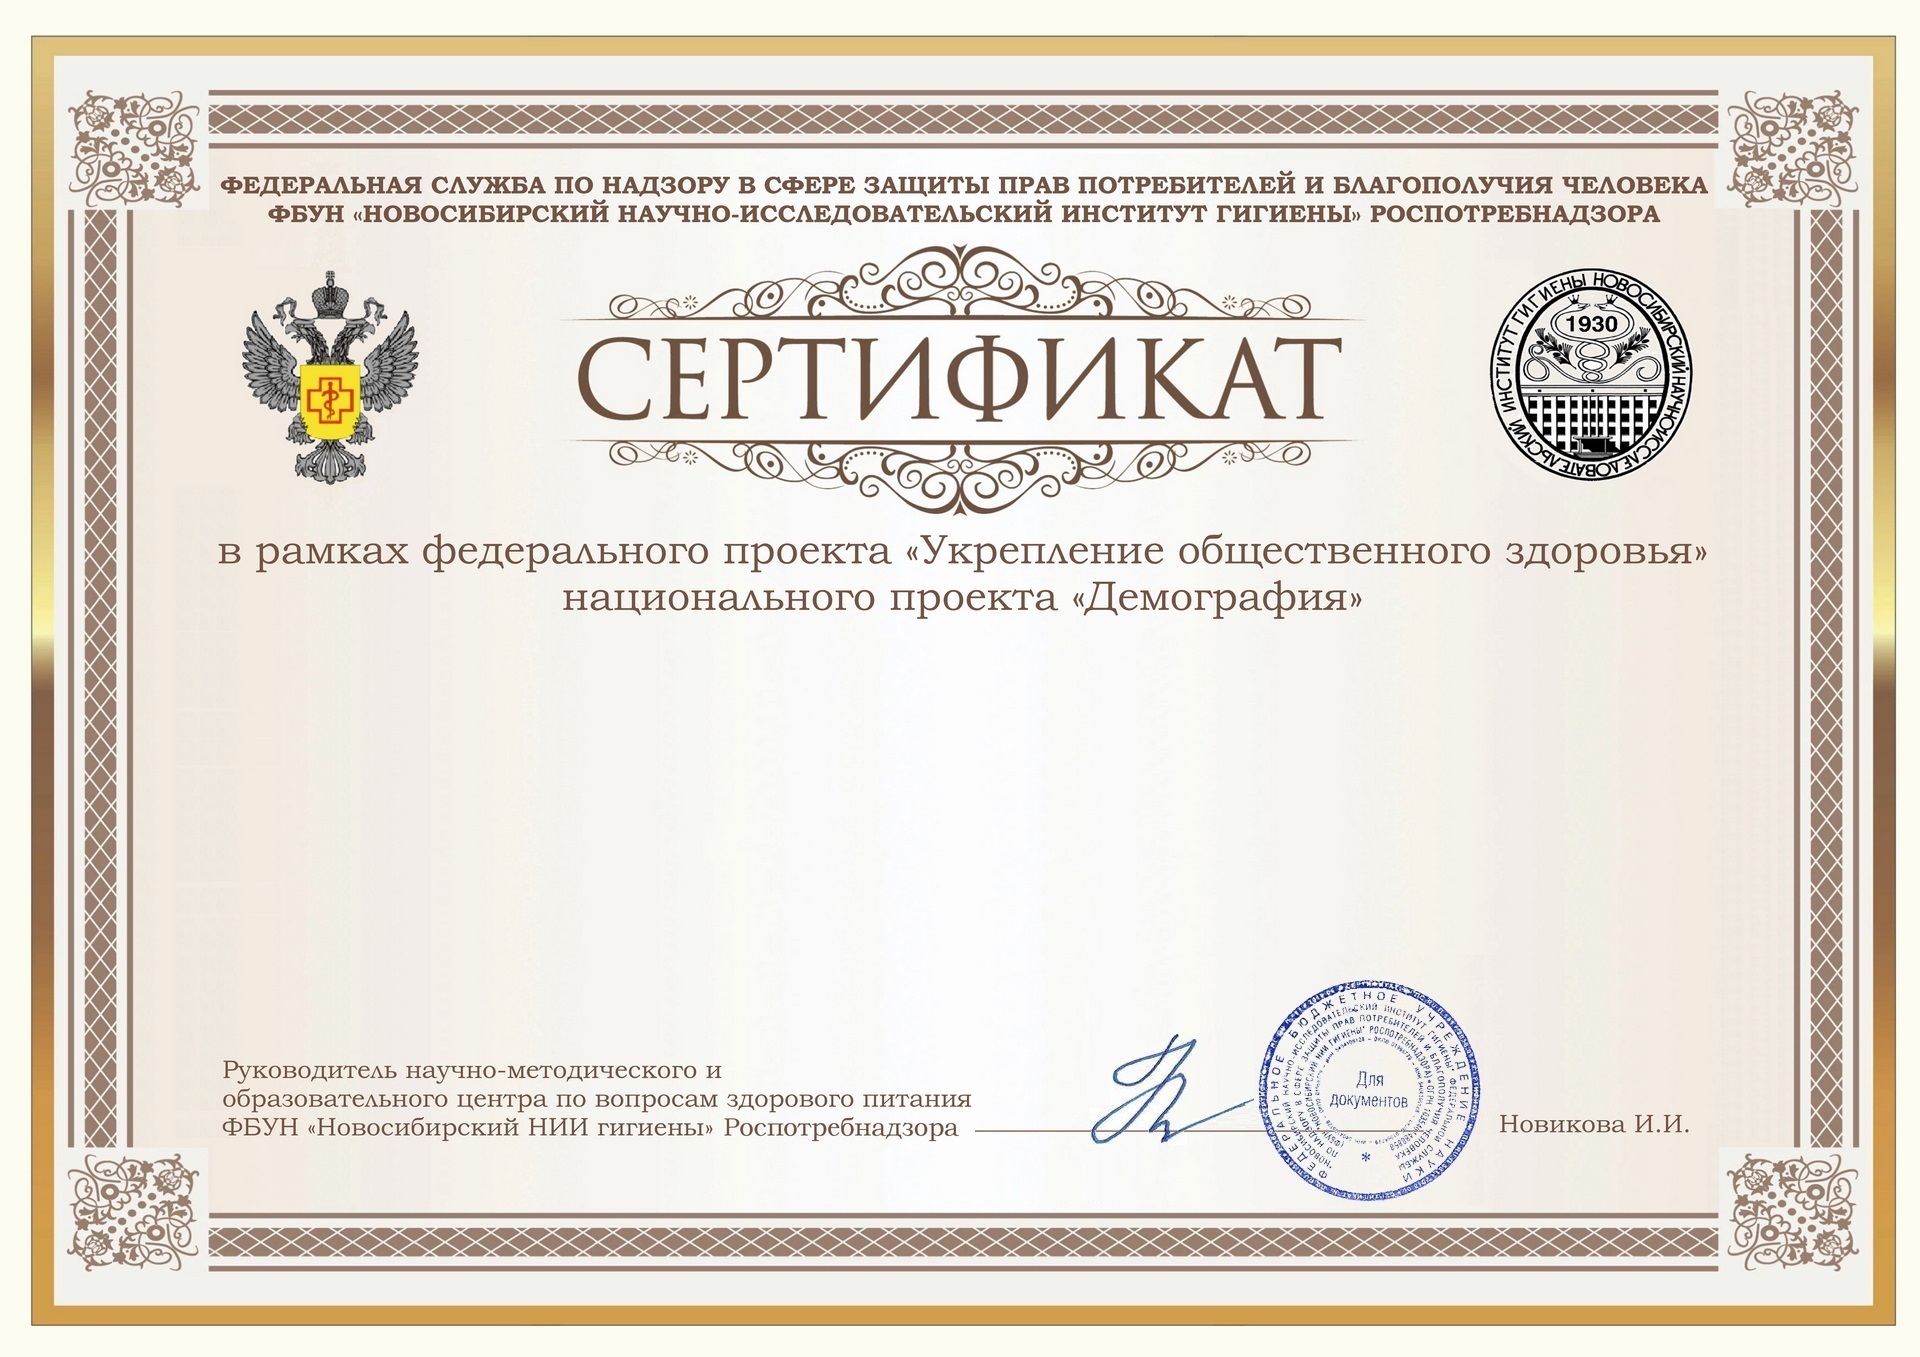 ФЕДЕРАЛЬНАЯ СЛУЖБА ПО НАДЗОРУ В СФЕРЕ ЗАЩИТЫ ПРАВ ПОТРЕБИТЕЛЕЙ И БЛАГОПОЛУЧИЯ ЧЕЛОВЕКА
ФБУН «НОВОСИБИРСКИЙ НАУЧНО-ИССЛЕДОВАТЕЛЬСКИЙ ИНСТИТУТ ГИГИЕНЫ» РОСПОТРЕБНАДЗОРА
СЕРТИФИКАТ
НОВОСИБИРСКИЙ НАУЧНО ИССЛЕДОВАТЕЛЬСКИЙ ИНСТИТУТ ГИГИЕНЫ
1930
в рамках федерального проекта «Укрепление общественного здоровья»
национального проекта «Демография»
Руководитель научно-методического и
образовательного центра по вопросам здорового питания
ФБУН «Новосибирский НИИ гигиены» Роспотребнадзора
ФЕДЕРАЛЬНОЕ БЮДЖЕТНОЕ УЧРЕЖДЕНИЕ НАУКИ
Для
документов
Новикова И.И.